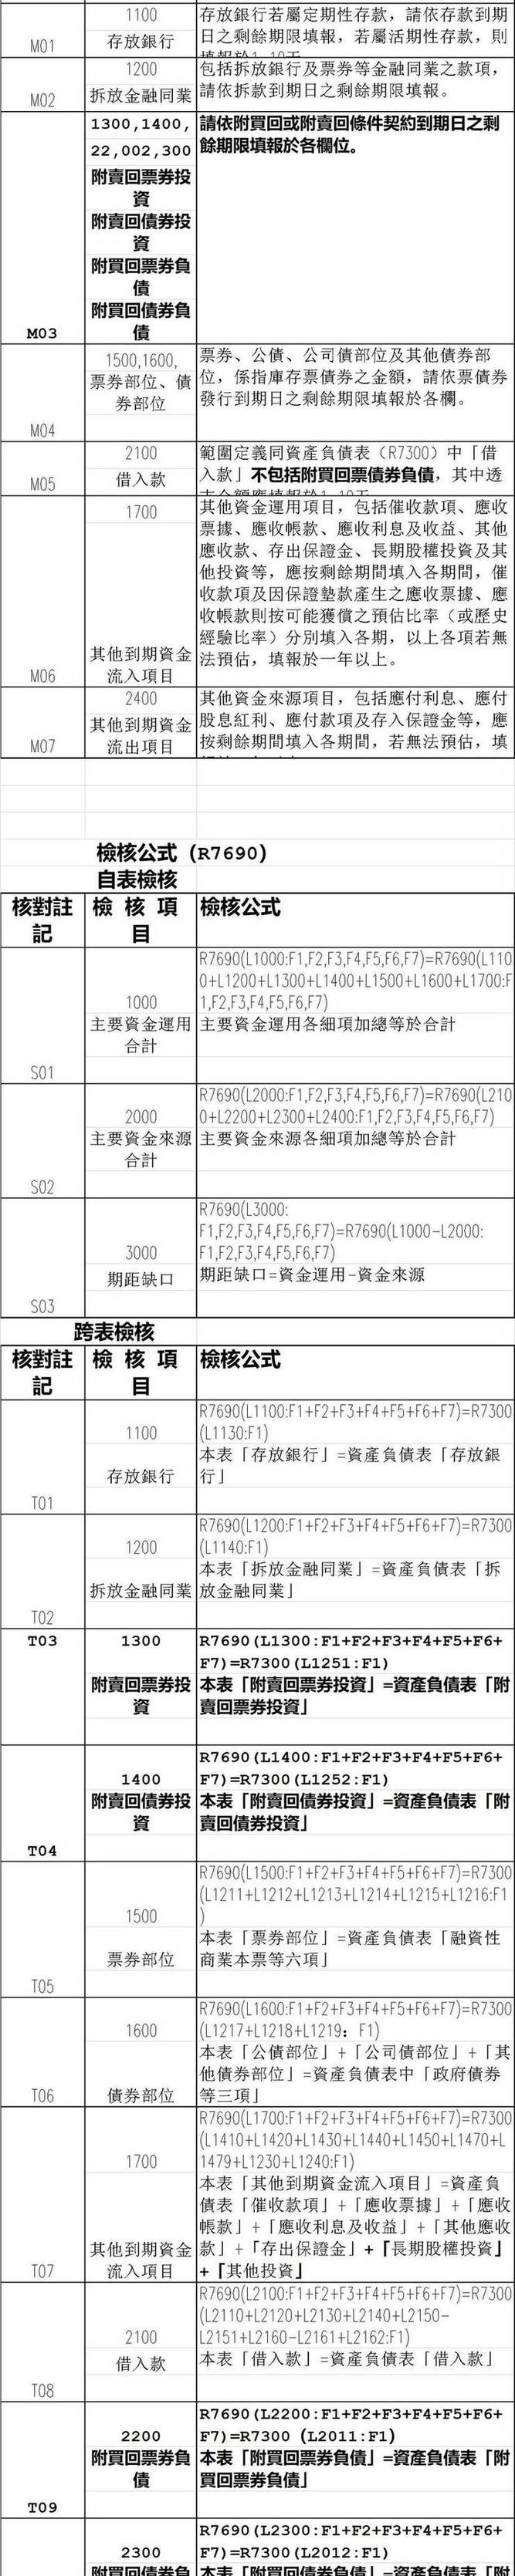 1100
存放銀行若屬定期性存款，請依存款到期
日之剩餘期限填報，若屬活期性存款，則
M01
存放銀行
填報於1-10天
1200
包括拆放銀行及票券等金融同業之款項，
請依拆款到期日之剩餘期限填報。
M02
拆放金融同業
1300,1400,
22,002,300
請依附買回或附賣回條件契約到期日之剩
餘期限填報於各欄位。
附賣回票券投
資
附賣回債券投
資
附買回票券負
債
附買回債券負
債
M03
1500,1600,
票券部位、債
券部位
票券、公債、公司債部位及其他債券部
位，係指庫存票債券之金額，請依票債券
發行到期日之剩餘期限填報於各欄。
M04
2100
借入款
範圍定義同資產負債表（R7300）中「借
入款」不包括附買回票債券負債，其中透
支金額應填報於1-10天
M05
1700
其他資金運用項目，包括催收款項、應收
票據、應收帳款、應收利息及收益、其他
應收款、存出保證金、長期股權投資及其
他投資等，應按剩餘期間填入各期間，催
收款項及因保證墊款產生之應收票據、應
收帳款則按可能獲償之預估比率（或歷史
經驗比率）分別填入各期，以上各項若無
法預估，填報於一年以上。
其他到期資金
流入項目
M06
2400
其他到期資金
流出項目
其他資金來源項目，包括應付利息、應付
股息紅利、應付款項及存入保證金等，應
按剩餘期間填入各期間，若無法預估，填
M07
檢核公式 (R7690)
自表檢核
核對註
記
檢 核 項
目
檢核公式
1000
主要資金運用
合計
R7690(L1000:F1,F2,F3,F4,F5,F6,F7)=R7690(L110
0+L1200+L1300+L1400+L1500+L1600+L1700:F
1,F2,F3,F4,F5,F6,F7)
主要資金運用各細項加總等於合計
S01
2000
主要資金來源
合計
R7690(L2000:F1,F2,F3,F4,F5,F6,F7)=R7690(L210
0+L2200+L2300+L2400:F1,F2,F3,F4,F5,F6,F7)
主要資金來源各細項加總等於合計
S02
3000
期距缺口
R7690(L3000:
F1,F2,F3,F4,F5,F6,F7)=R7690(L1000-L2000:
F1,F2,F3,F4,F5,F6,F7)
期距缺口=資金運用-資金來源
S03
跨表檢核
核對註
記
檢 核 項
目
檢核公式
1100
存放銀行
R7690(L1100:F1+F2+F3+F4+F5+F6+F7)=R7300
(L1130:F1)
本表「存放銀行」=資產負債表「存放銀
行」
T01
1200
拆放金融同業
R7690(L1200:F1+F2+F3+F4+F5+F6+F7)=R7300
(L1140:F1)
本表「拆放金融同業」=資產負債表「拆
放金融同業」
T02
T03
1300
附賣回票券投
資
R7690(L1300:F1+F2+F3+F4+F5+F6+
F7)=R7300(L1251:F1)
本表「附賣回票券投資」=資產負債表「附
賣回票券投資」
1400
附賣回債券投
資
R7690(L1400:F1+F2+F3+F4+F5+F6+
F7)=R7300(L1252:F1)
本表「附賣回債券投資」=資產負債表「附
賣回債券投資」
T04
1500
票券部位
R7690(L1500:F1+F2+F3+F4+F5+F6+F7)=R7300
(L1211+L1212+L1213+L1214+L1215+L1216:F1
)
本表「票券部位」=資產負債表「融資性
商業本票等六項」
T05
1600
債券部位
R7690(L1600:F1+F2+F3+F4+F5+F6+F7)=R7300
(L1217+L1218+L1219：F1)
本表「公債部位」+「公司債部位」+「其
他債券部位」=資產負債表中「政府債券
等三項」
T06
1700
其他到期資金
流入項目
R7690(L1700:F1+F2+F3+F4+F5+F6+F7)=R7300
(L1410+L1420+L1430+L1440+L1450+L1470+L
1479+L1230+L1240:F1)
本表「其他到期資金流入項目」=資產負
債表「催收款項」+「應收票據」+「應收
帳款」+「應收利息及收益」+「其他應收
款」+「存出保證金」+「長期股權投資」
+「其他投資」
T07
2100
借入款
R7690(L2100:F1+F2+F3+F4+F5+F6+F7)=R7300
(L2110+L2120+L2130+L2140+L2150-
L2151+L2160-L2161+L2162:F1)
本表「借入款」=資產負債表「借入款」
T08
2200
附買回票券負
債
R7690(L2200:F1+F2+F3+F4+F5+F6+
F7)=R7300 (L2011:F1)
本表「附買回票券負債」=資產負債表「附
買回票券負債」
T09
2300
附買回債券負
R7690(L2300:F1+F2+F3+F4+F5+F6+
F7)=R7300(L2012:F1)
本表「附買回債券負債」=資產負債表「附